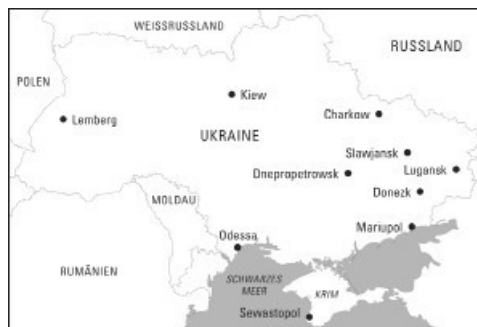 WEISSRUSSLAND
RUSSLAND
POLEN
Kiew
Lemberg
Charkow
UKRAINE
Slawjansk
Lugansk
Dnepropetrowsk
Donezk
MOLDAU
Mariupol
Odessa
RUMÄNIEN
SCHWARZES
MEER
KRIM
Sewastopol